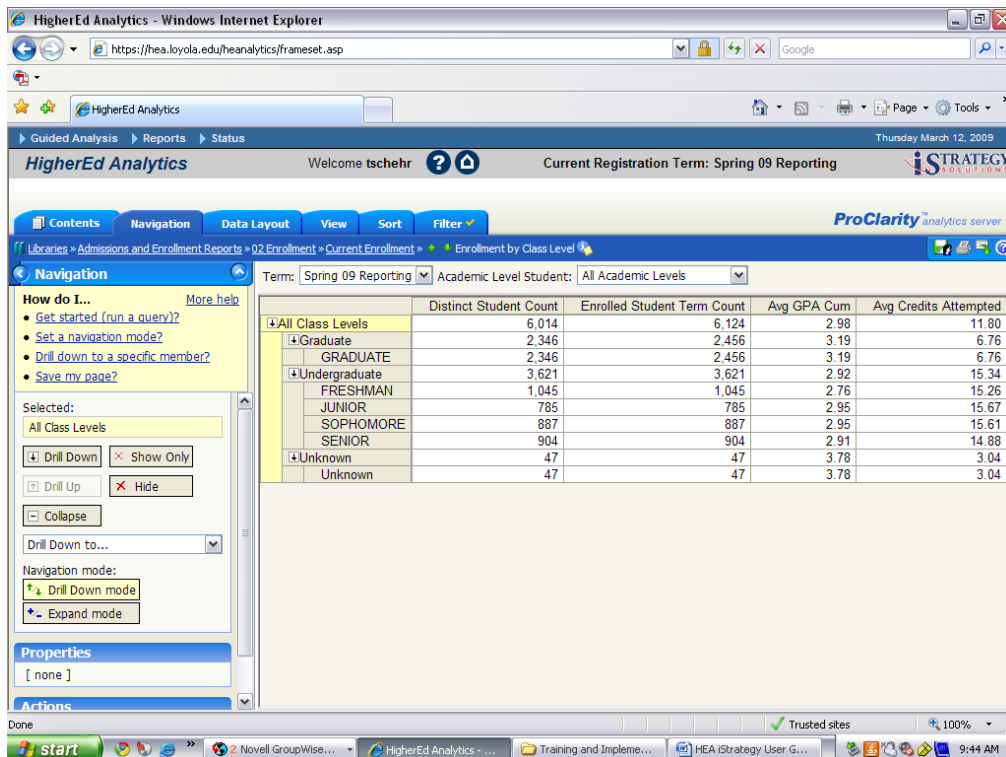 HigherEd Analytics - Windows Internet Explorer
https://hea.loyola.edu/heanalytics/frameset.asp
Google
HigherEd Analytics
Page
Tools
Guided Analysis Reports Status Thursday March 12, 2009
HigherEd Analytics Welcome tschehr Current Registration Term: Spring 09 Reporting iSTRATEGY
SOLUTIONS
Contents Navigation Data Layout View Sort Filter ProClarity™ analytics server
Libraries » Admissions and Enrollment Reports » 02 Enrollment » Current Enrollment » Enrollment by Class Level
Navigation
Term: Spring 09 Reporting Academic Level Student: All Academic Levels
How do I... More help
Get started (run a query)?
Set a navigation mode?
Drill down to a specific member?
Save my page?
Selected:
All Class Levels
Drill Down Show Only
Drill Up Hide
Collapse
Drill Down to...
Navigation mode:
Drill Down mode
Expand mode
Properties
[ none ]
Actions
Distinct Student Count Enrolled Student Term Count Avg GPA Cum Avg Credits Attempted
All Class Levels 6,014 6,124 2.98 11.80
Graduate 2,346 2,456 3.19 6.76
GRADUATE 2,346 2,456 3.19 6.76
Undergraduate 3,621 3,621 2.92 15.34
FRESHMAN 1,045 1,045 2.76 15.26
JUNIOR 785 785 2.95 15.67
SOPHOMORE 887 887 2.95 15.61
SENIOR 904 904 2.91 14.88
Unknown 47 47 3.78 3.04
Unknown 47 47 3.78 3.04
Done Trusted sites 100%
start 2 Novell GroupWise... HigherEd Analytics - ... Training and Impleme... HEA iStrategy User G... 9:44 AM